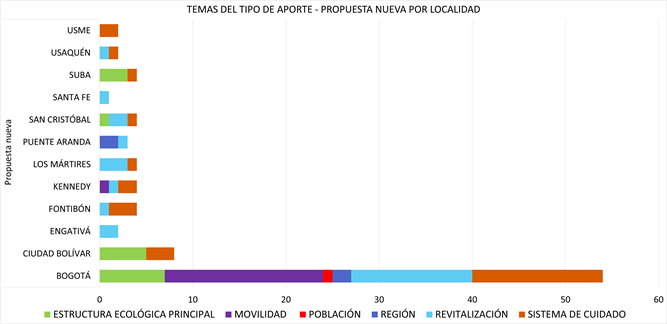 TEMAS DEL TIPO DE APORTE - PROPUESTA NUEVA POR LOCALIDAD
Propuesta nueva
USME
USAQUÉN
SUBA
SANTA FE
SAN CRISTÓBAL
PUENTE ARANDA
LOS MÁRTIRES
KENNEDY
FONTIBÓN
ENGATIVÁ
CIUDAD BOLÍVAR
BOGOTÁ
0 10 20 30 40 50 60
ESTRUCTURA ECOLÓGICA PRINCIPAL MOVILIDAD POBLACIÓN REGIÓN REVITALIZACIÓN SISTEMA DE CUIDADO